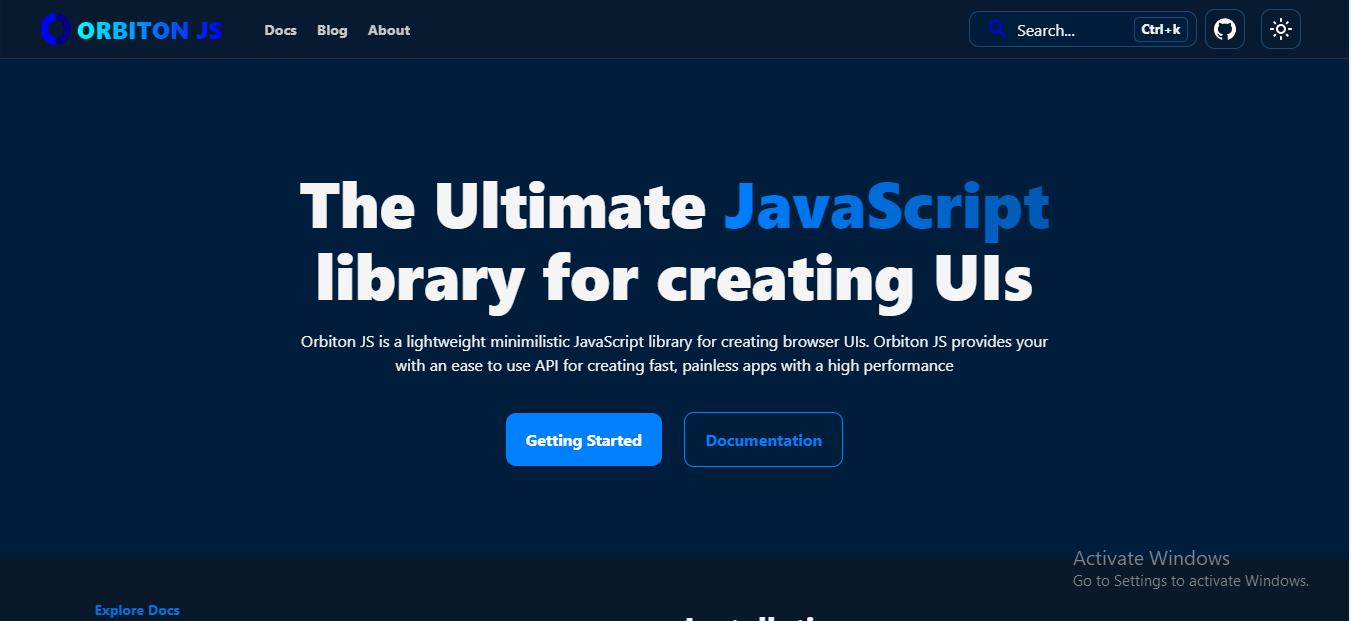 ORBITON JS
Docs
Blog
About
Search...
Ctrl+k
The Ultimate JavaScript
library for creating UIs
Orbiton JS is a lightweight minimilistic JavaScript library for creating browser UIs. Orbiton JS provides your
with an ease to use API for creating fast, painless apps with a high performance
Getting Started
Documentation
Activate Windows
Go to Settings to activate Windows.
Explore Docs